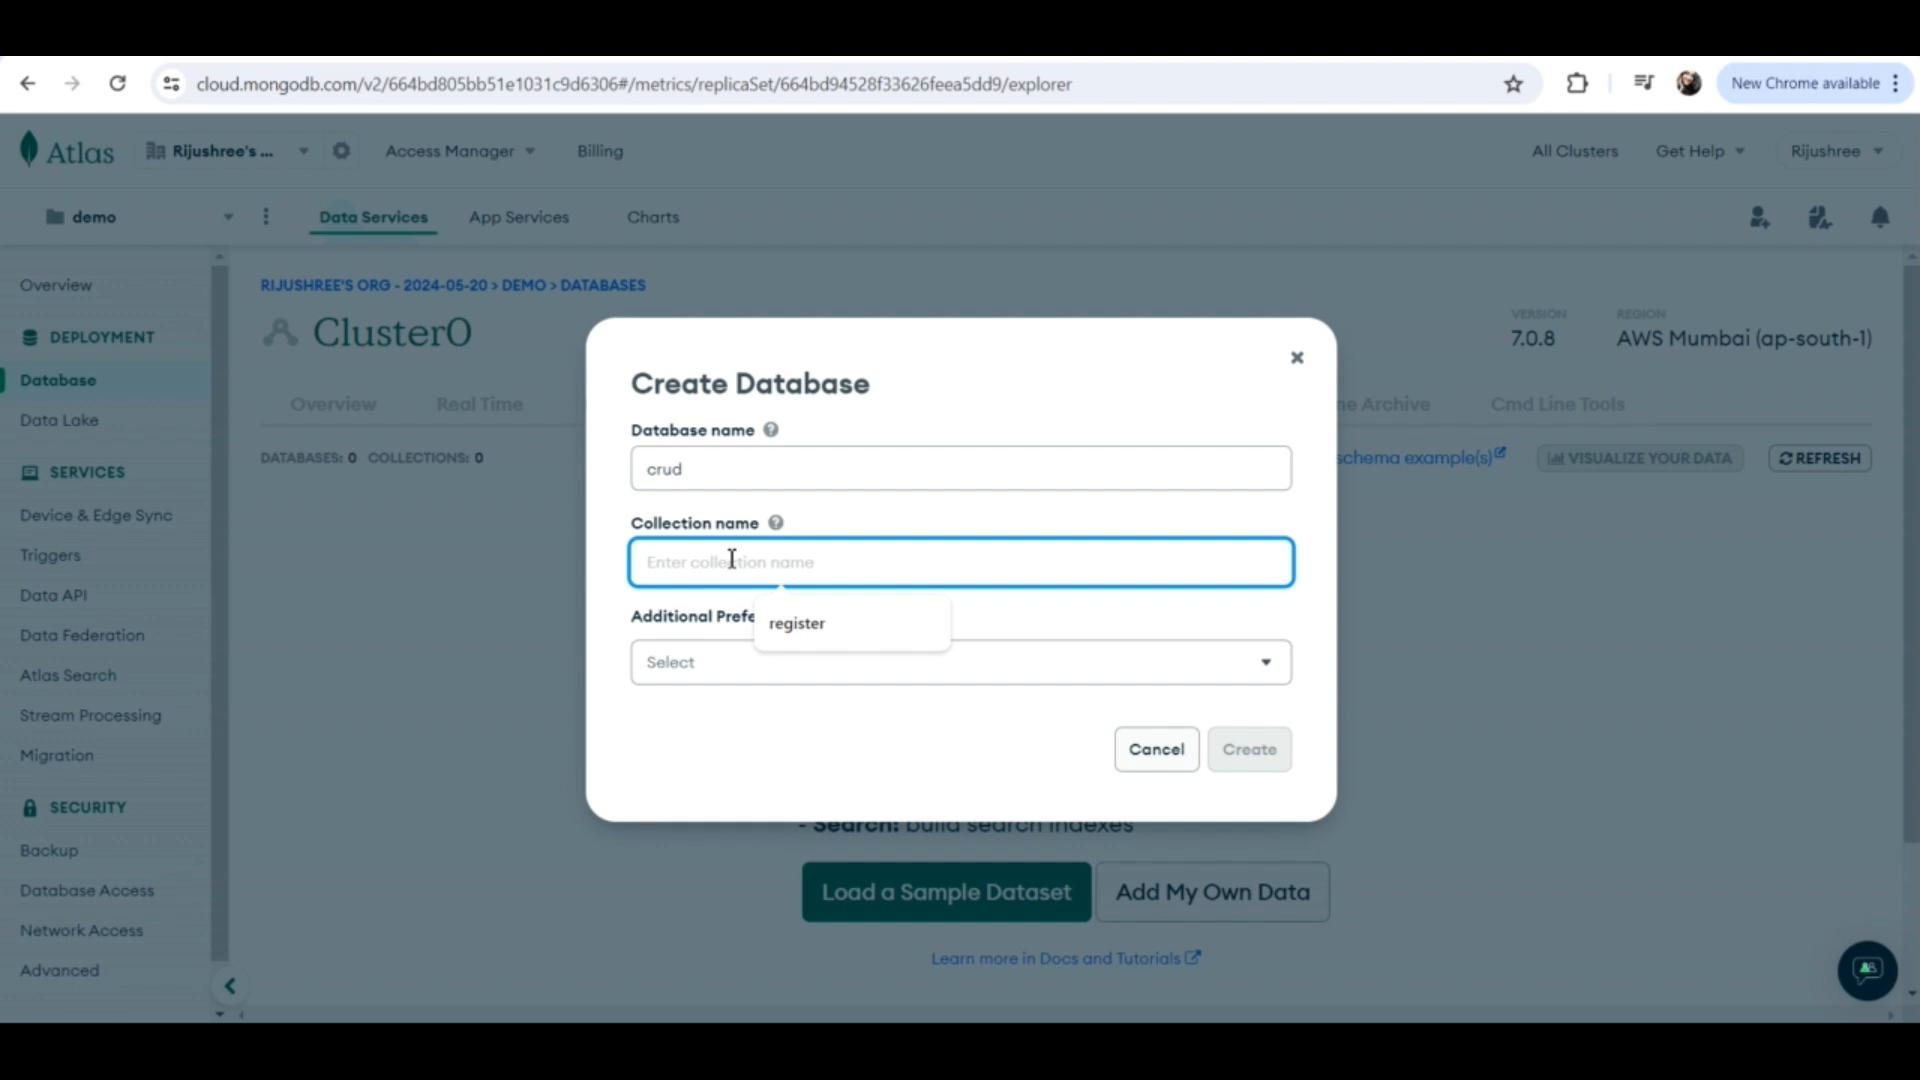 cloud.mongodb.com/v2/664bd805bb51e1031c9d6306#/metrics/replicaSet/664bd94528f33626feea5dd9/explorer
New Chrome available
Atlas
Rijushree's ...
Access Manager
Billing
All Clusters
Get Help
Rijushree
demo
Data Services
App Services
Charts
Overview
DEPLOYMENT
Database
Data Lake
SERVICES
Device & Edge Sync
Triggers
Data API
Data Federation
Atlas Search
Stream Processing
Migration
SECURITY
Backup
Database Access
Network Access
Advanced
RIJUSHREE'S ORG - 2024-05-20 > DEMO > DATABASES
Cluster0
VERSION
7.0.8
REGION
AWS Mumbai (ap-south-1)
Overview
Real Time
ne Archive
Cmd Line Tools
DATABASES: 0 COLLECTIONS: 0
schema example(s)
VISUALIZE YOUR DATA
REFRESH
Create Database
Database name
crud
Collection name
Enter collection name
register
Additional Prefe
Select
Cancel
Create
- Search: build search indexes
Load a Sample Dataset
Add My Own Data
Learn more in Docs and Tutorials